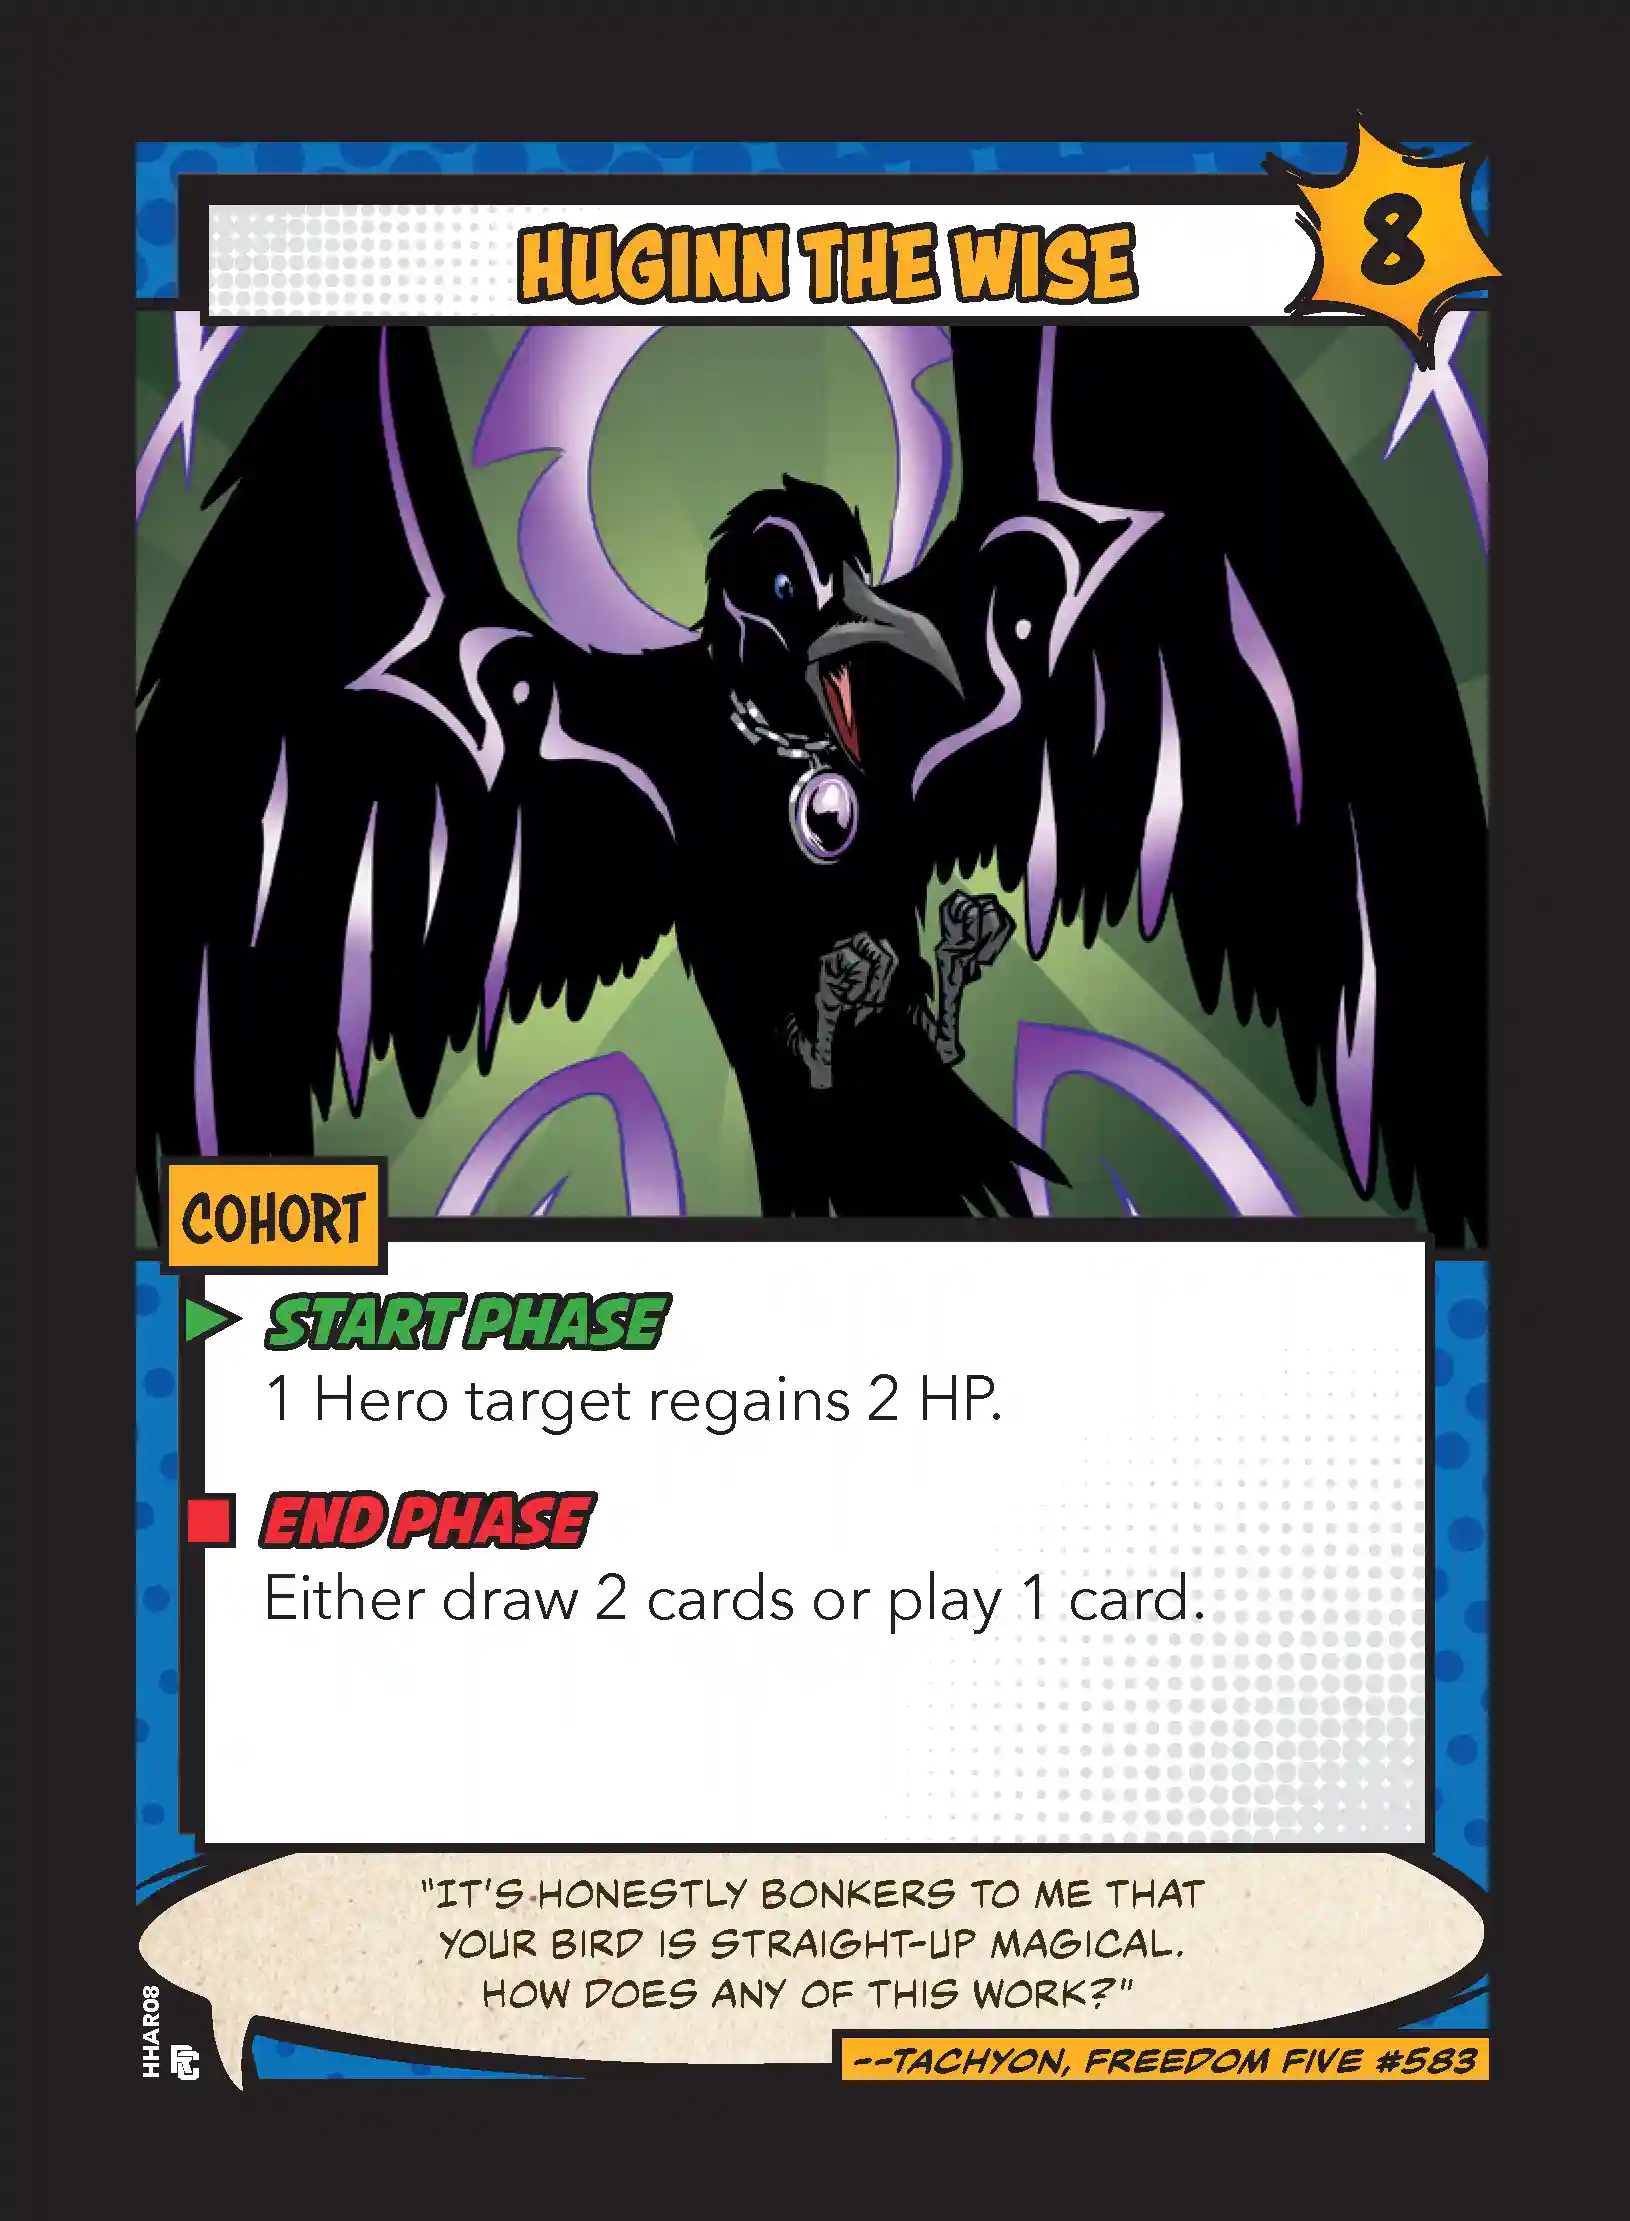 HUGINN THE WISE
8
COHORT
START PHASE
1 Hero target regains 2 HP.
END PHASE
Either draw 2 cards or play 1 card.
"IT'S HONESTLY BONKERS TO ME THAT
YOUR BIRD IS STRAIGHT-UP MAGICAL.
HOW DOES ANY OF THIS WORK?"
--TACHYON, FREEDOM FIVE #583
HHAR08